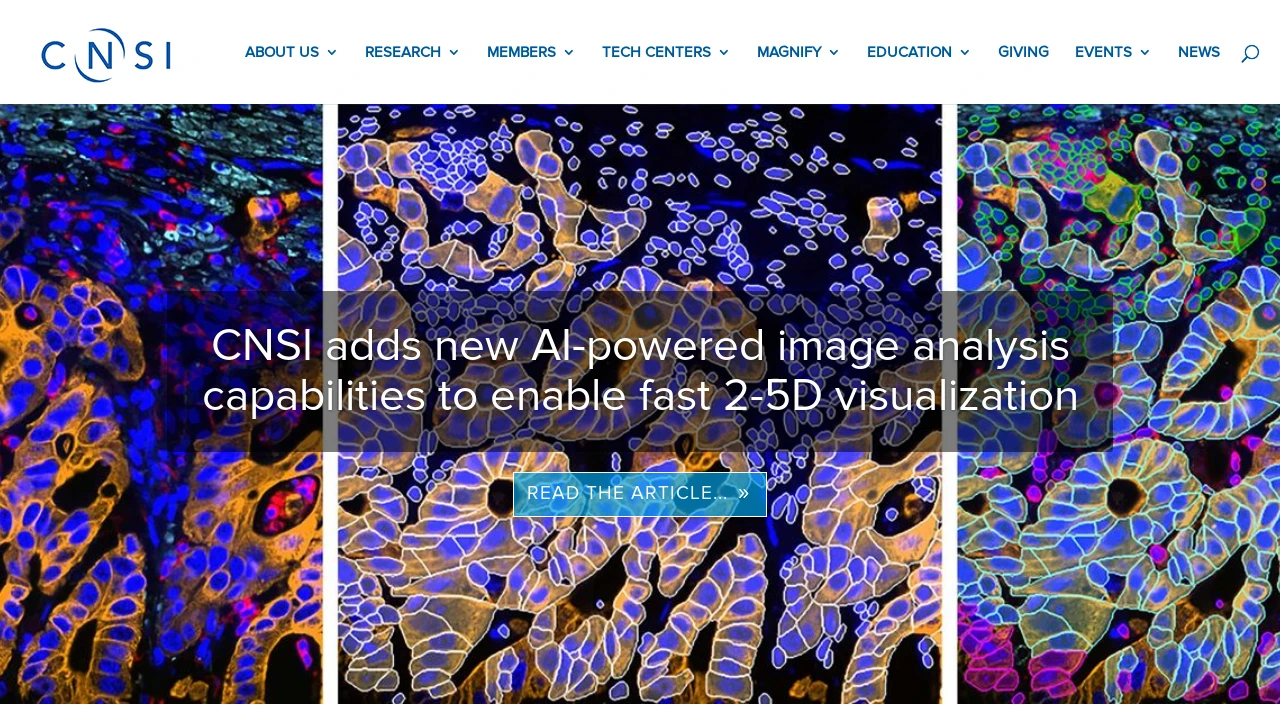 CNSI
ABOUT US
RESEARCH
MEMBERS
TECH CENTERS
MAGNIFY
EDUCATION
GIVING
EVENTS
NEWS
CNSI adds new AI-powered image analysis
capabilities to enable fast 2-5D visualization
READ THE ARTICLE... »